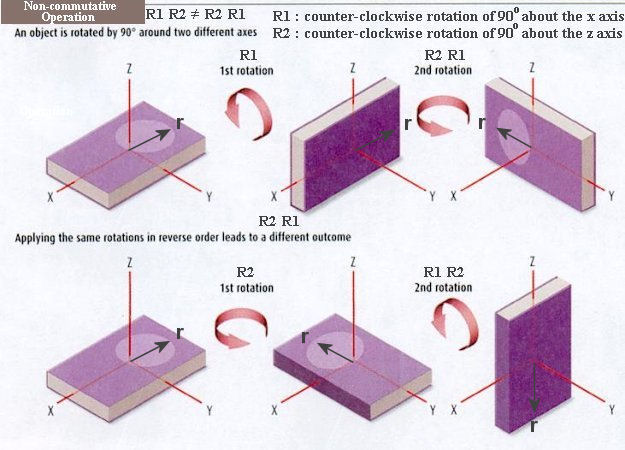 Non-commutative
Operation
R1 R2 ≠ R2 R1
R1 : counter-clockwise rotation of 90° about the x axis
R2 : counter-clockwise rotation of 90° about the z axis
An object is rotated by 90° around two different axes
R1
1st rotation
R2 R1
2nd rotation
Z
Z
Z
r
r
r
X
Y
X
Y
X
Y
R2 R1
Applying the same rotations in reverse order leads to a different outcome
R2
1st rotation
R1 R2
2nd rotation
Z
Z
Z
r
r
X
Y
X
Y
X
Y
r